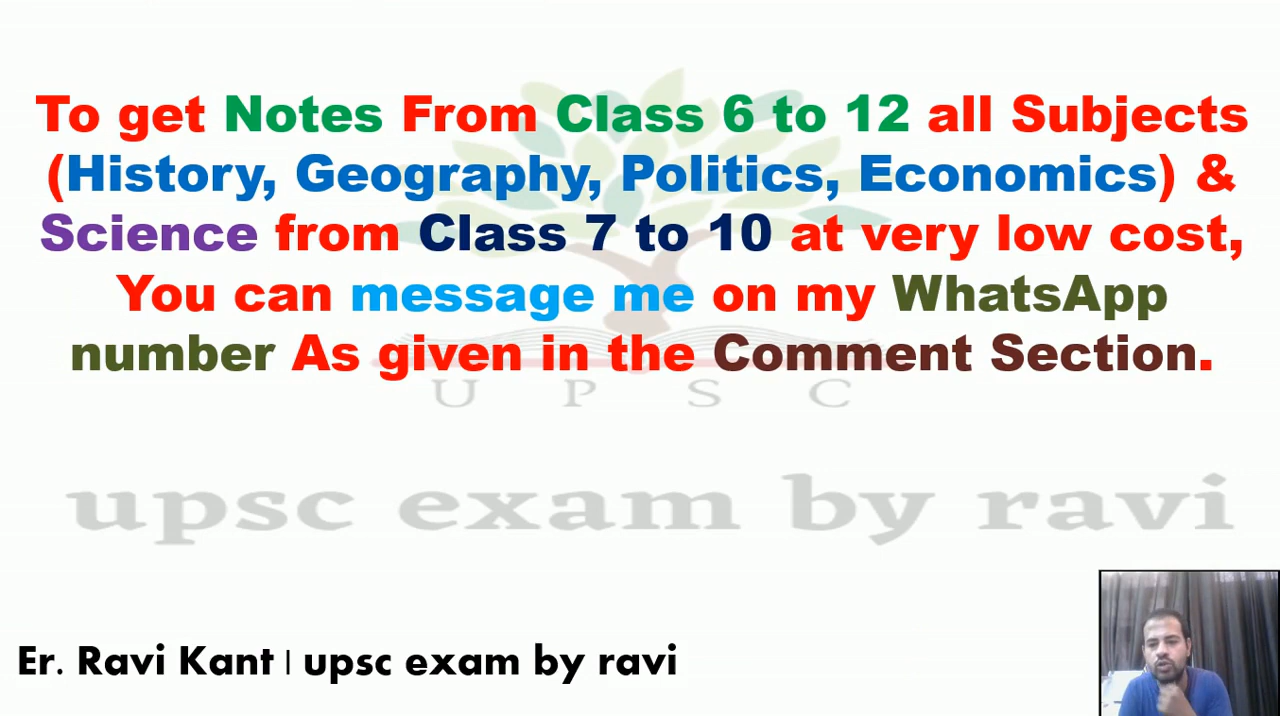 To get Notes From Class 6 to 12 all Subjects
(History, Geography, Politics, Economics) &
Science from Class 7 to 10 at very low cost,
You can message me on my WhatsApp
number As given in the Comment Section.
U P S C
upsc exam by ravi
Er. Ravi Kant | upsc exam by ravi